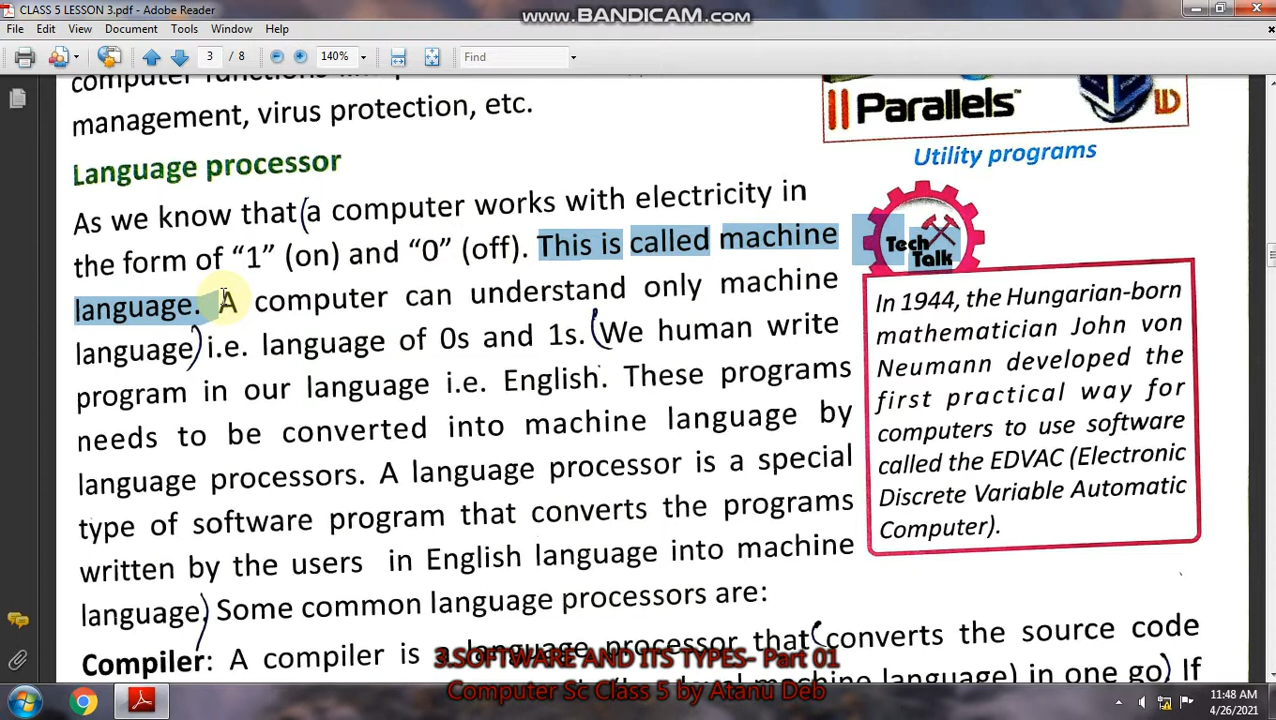 CLASS 5 LESSON 3.pdf - Adobe Reader
www.BANDICAM.com
File Edit View Document Tools Window Help
3 / 8 140% Find
computer functions
management, virus protection, etc.
Parallels™
Utility programs
Language processor
As we know that (a computer works with electricity in
the form of “1” (on) and “0” (off). This is called machine
language. A computer can understand only machine
language) i.e. language of 0s and 1s. (We human write
program in our language i.e. English. These programs
needs to be converted into machine language by
language processors. A language processor is a special
type of software program that converts the programs
written by the users in English language into machine
language) Some common language processors are:
Compiler: A compiler is a language processor that (converts the source code
machine language) in one go) If
Tech
Talk
In 1944, the Hungarian-born
mathematician John von
Neumann developed the
first practical way for
computers to use software
called the EDVAC (Electronic
Discrete Variable Automatic
Computer).
3.SOFTWARE AND ITS TYPES- Part 01
Computer Sc Class 5 by Atanu Deb
11:48 AM
4/26/2021